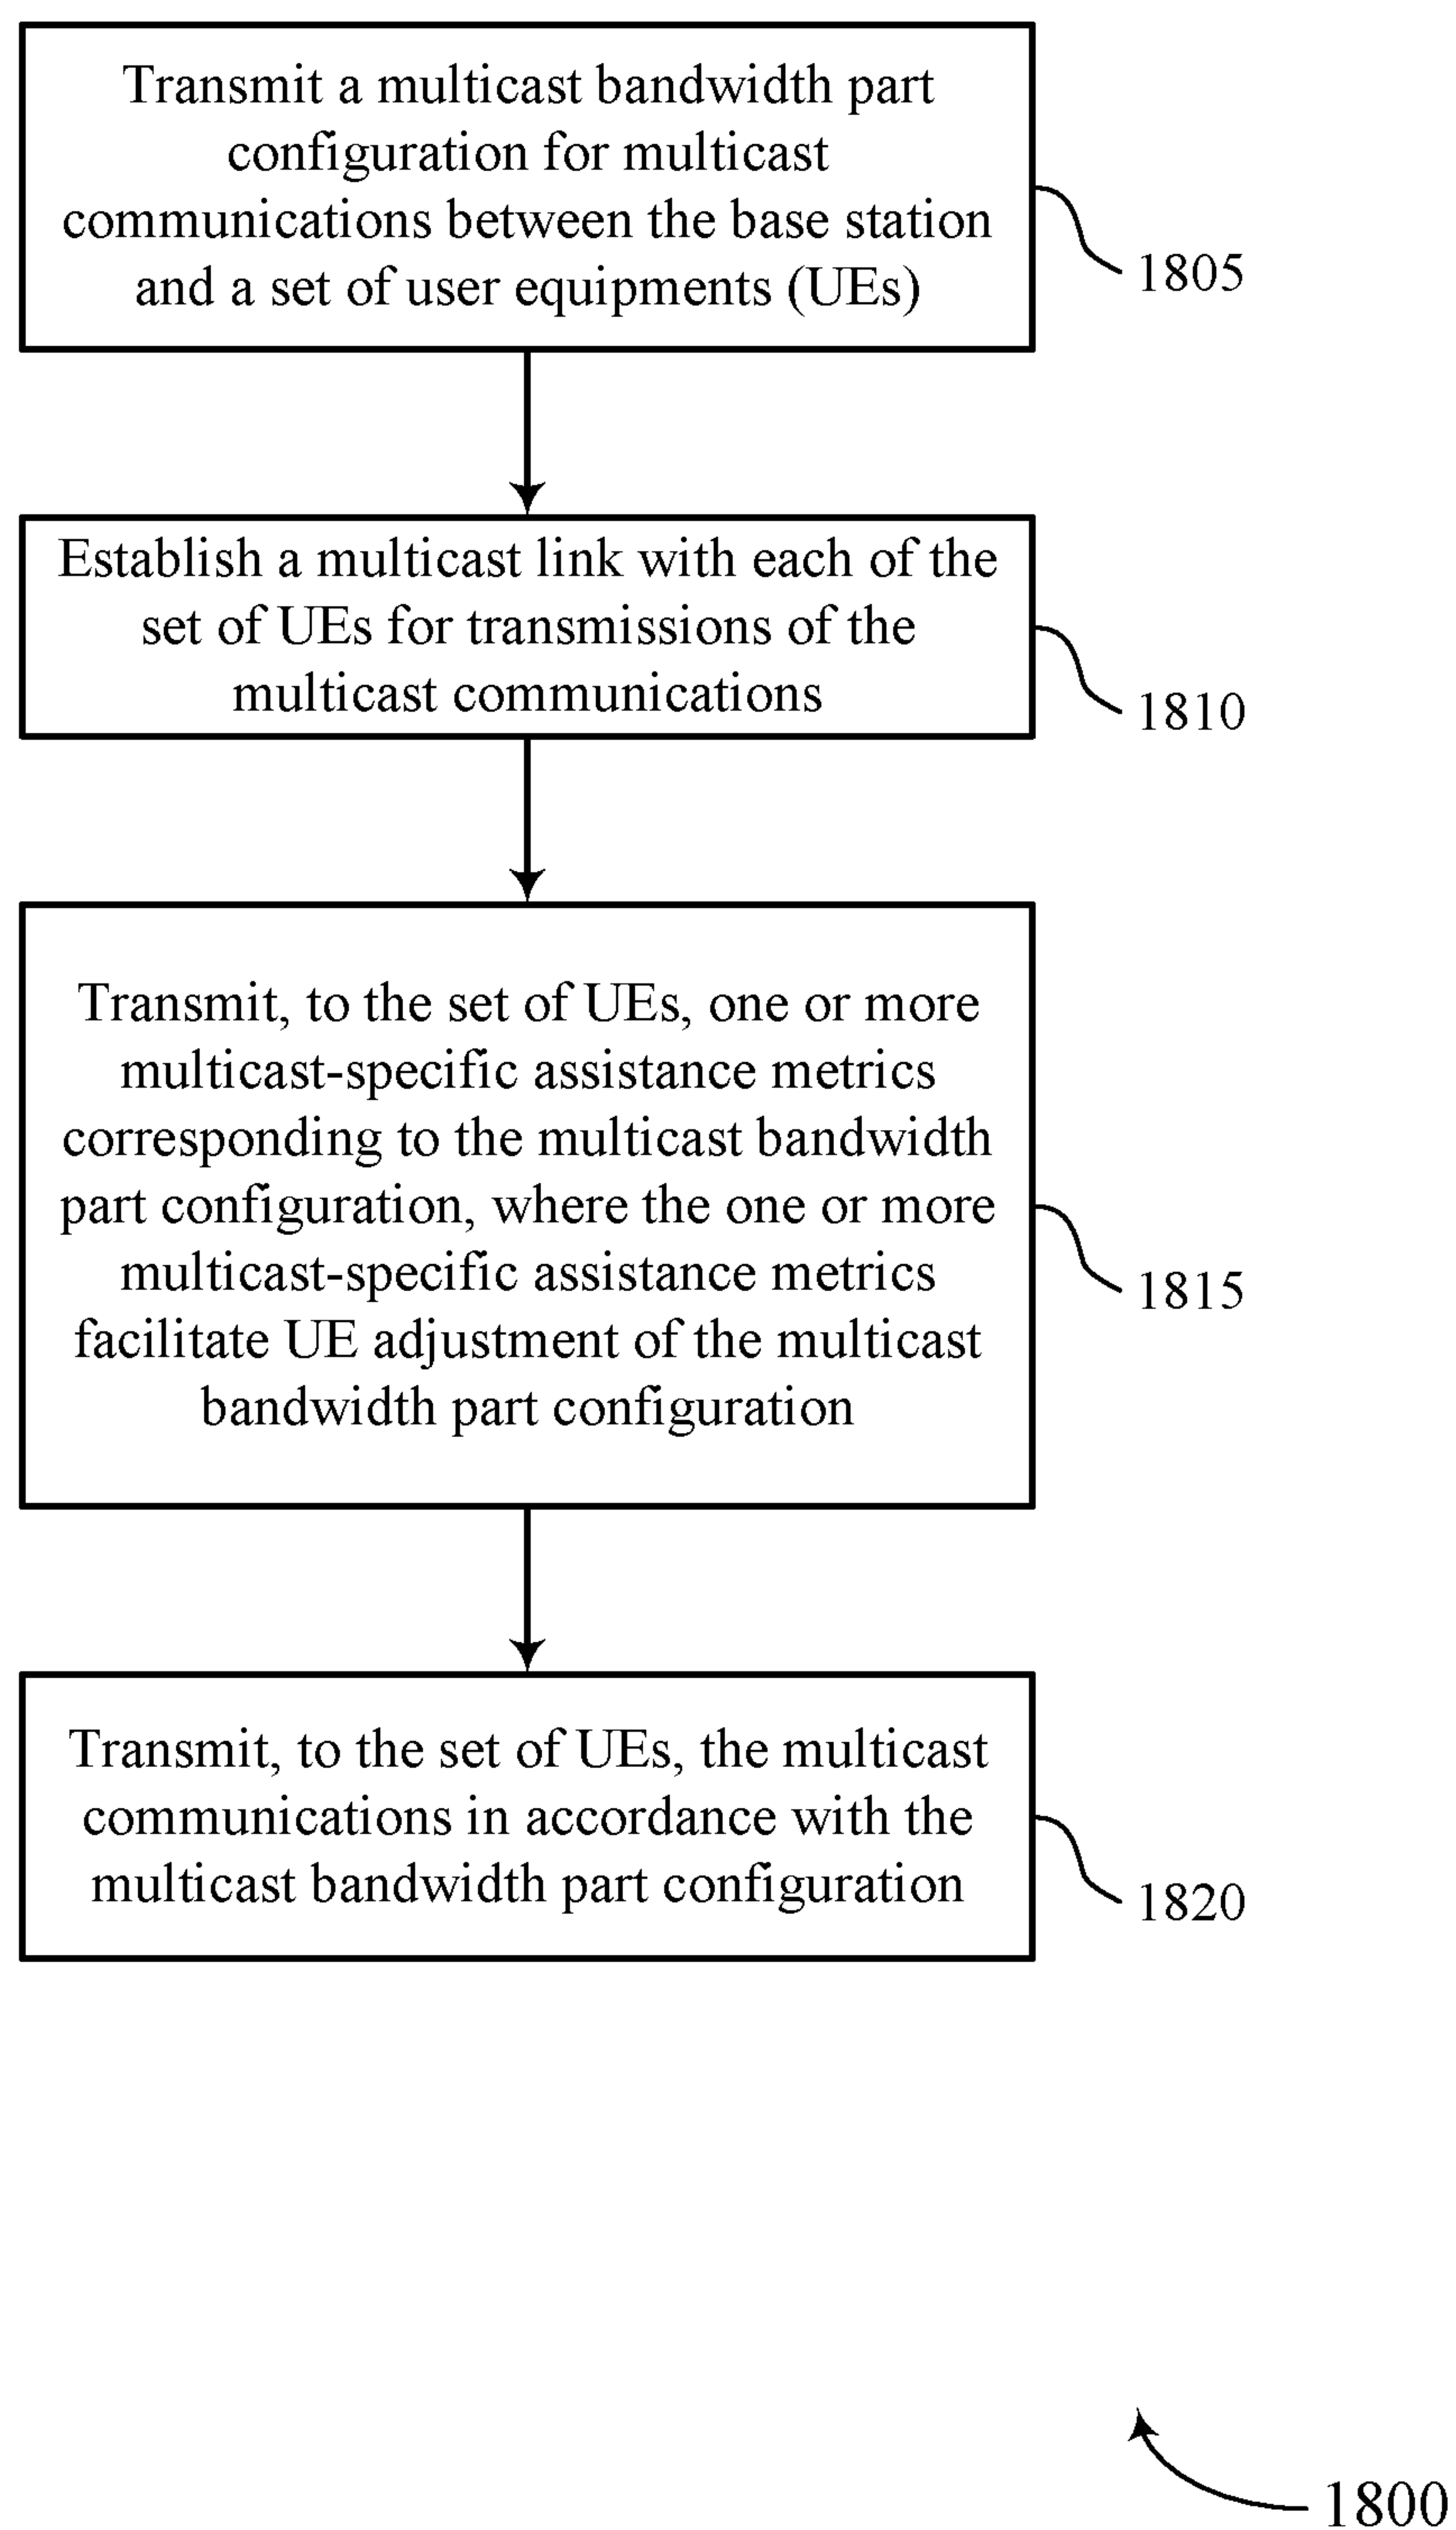 Transmit a multicast bandwidth part
configuration for multicast
communications between the base station
and a set of user equipments (UEs)
1805
Establish a multicast link with each of the
set of UEs for transmissions of the
multicast communications
1810
Transmit, to the set of UEs, one or more
multicast-specific assistance metrics
corresponding to the multicast bandwidth
part configuration, where the one or more
multicast-specific assistance metrics
facilitate UE adjustment of the multicast
bandwidth part configuration
1815
Transmit, to the set of UEs, the multicast
communications in accordance with the
multicast bandwidth part configuration
1820
1800